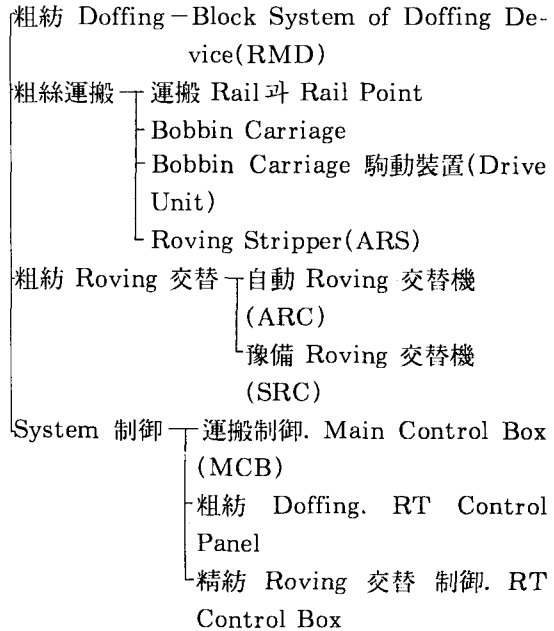 粗紡 Doffing－Block System of Doffing De-
vice(RMD)
粗絲運搬 運搬 Rail과 Rail Point
Bobbin Carriage
Bobbin Carriage 駒動裝置(Drive
Unit)
Roving Stripper(ARS)
粗紡 Roving 交替 自動 Roving 交替機
(ARC)
豫備 Roving 交替機
(SRC)
System 制御 運搬制御. Main Control Box
(MCB)
粗紡 Doffing. RT Control
Panel
精紡 Roving 交替 制御. RT
Control Box